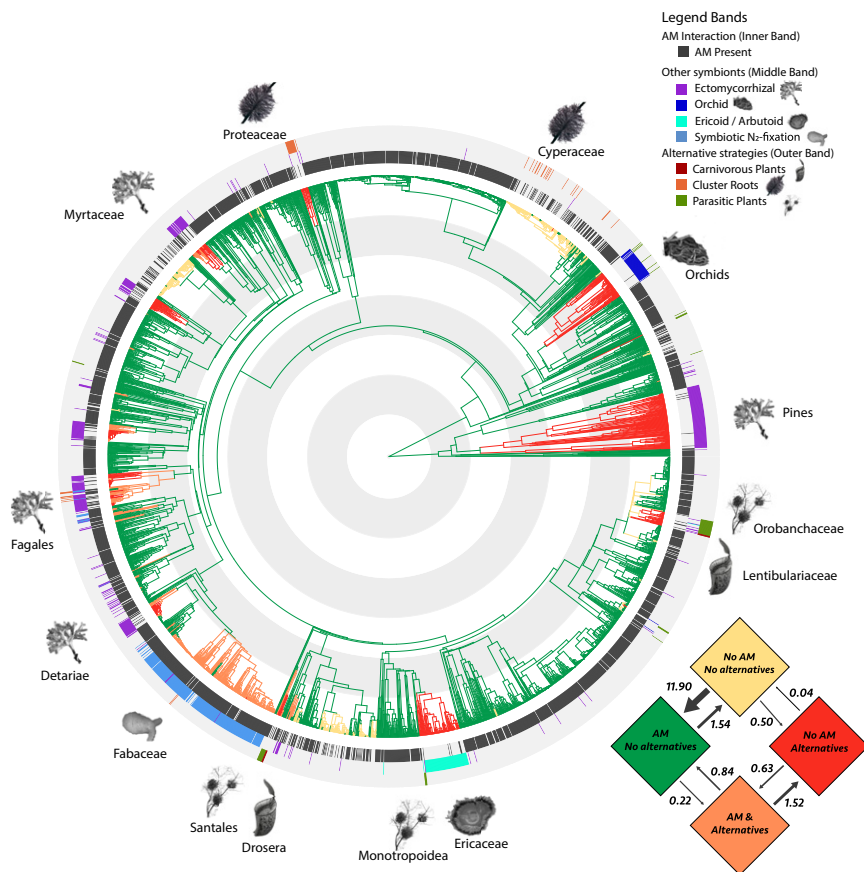 Legend Bands
AM Interaction (Inner Band)
AM Present
Other symbionts (Middle Band)
Ectomycorrhizal
Orchid
Ericoid / Arbutoid
Symbiotic N₂-fixation
Alternative strategies (Outer Band)
Carnivorous Plants
Cluster Roots
Parasitic Plants
Proteaceae
Cyperaceae
Myrtaceae
Orchids
Pines
Orobanchaceae
Fagales
Lentibulariaceae
Detariae
Fabaceae
Santales
Drosera
Monotropoidea
Ericaceae
No AM
No alternatives
11.90
1.54
0.50
0.04
AM
No alternatives
No AM
Alternatives
0.84
0.63
0.22
1.52
AM &
Alternatives